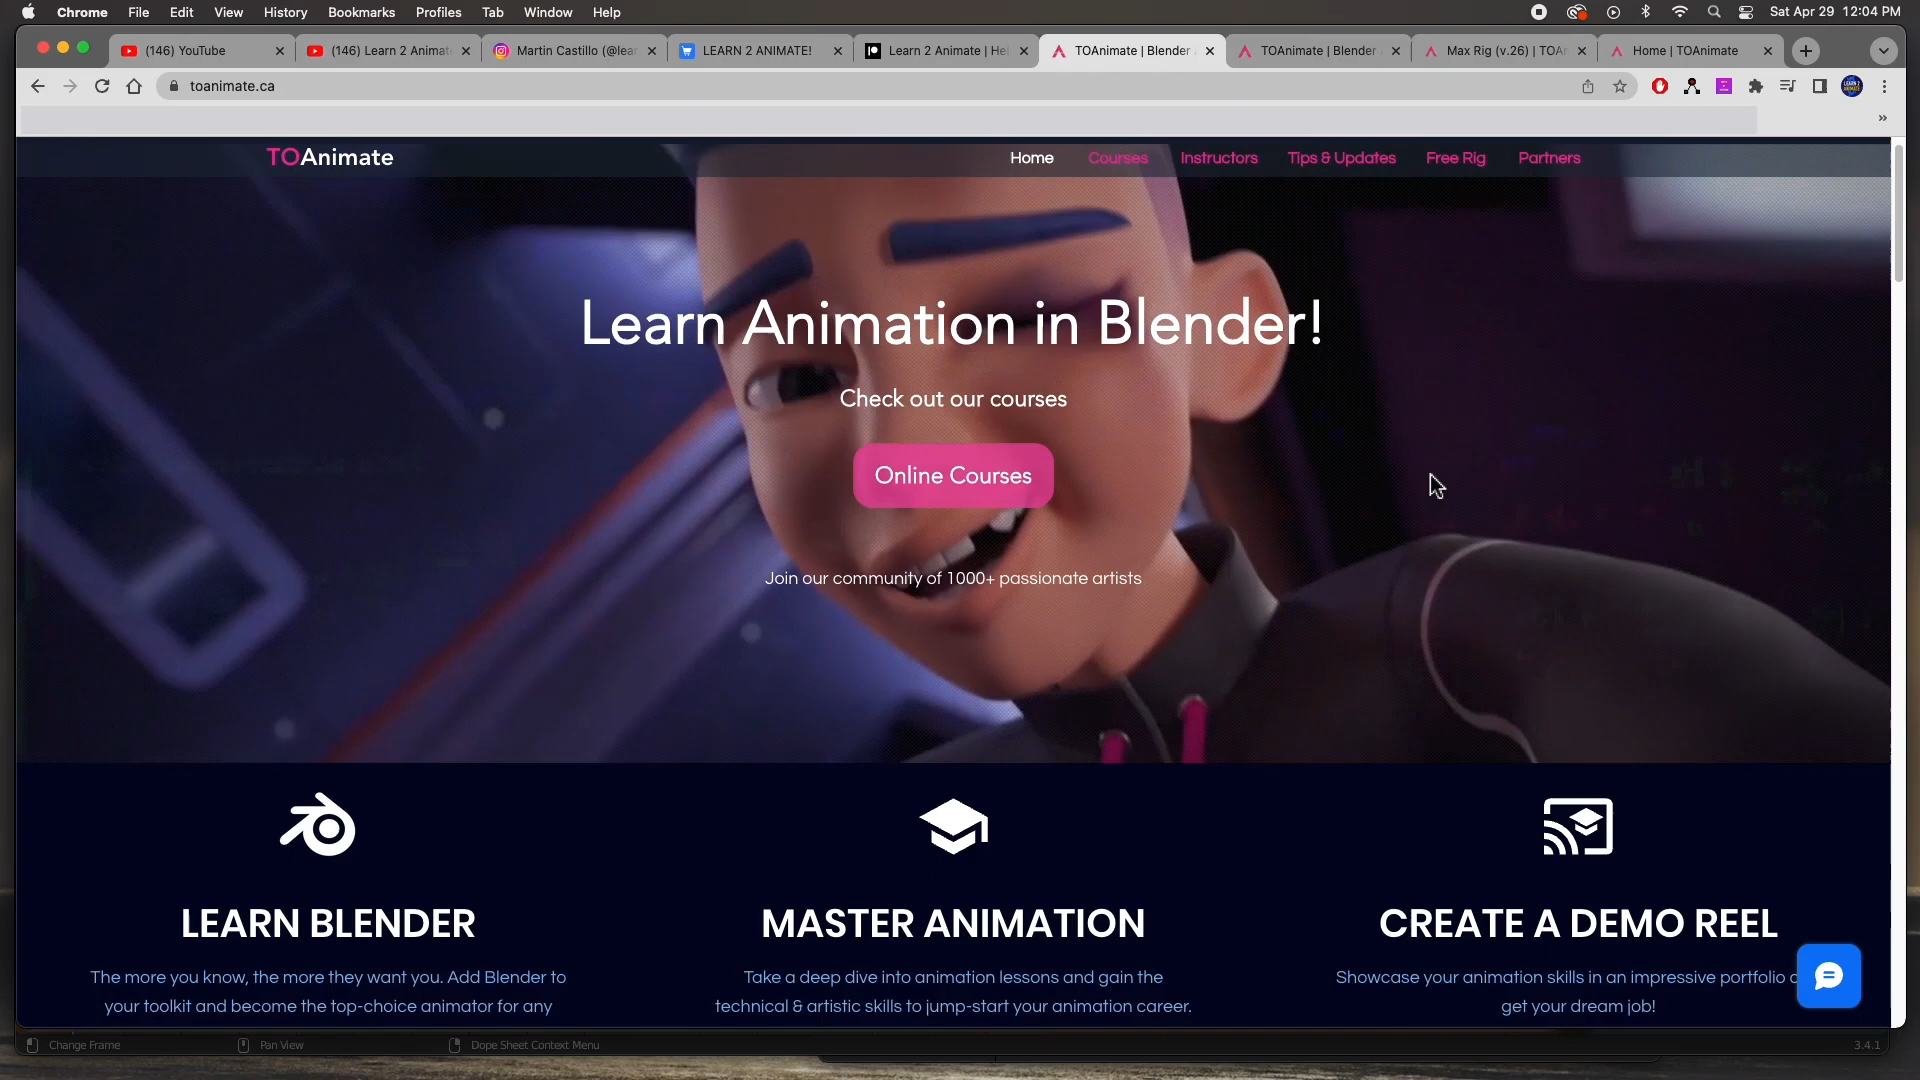 Chrome File Edit View History Bookmarks Profiles Tab Window Help Sat Apr 29 12:04 PM
(146) YouTube (146) Learn 2 Animat Martin Castillo (@lear LEARN 2 ANIMATE! Learn 2 Animate | Hel TOAnimate | Blender TOAnimate | Blender Max Rig (v.26) | TOAn Home | TOAnimate
toanimate.ca
TOAnimate Home Courses Instructors Tips & Updates Free Rig Partners
Learn Animation in Blender!
Check out our courses
Online Courses
Join our community of 1000+ passionate artists
LEARN BLENDER MASTER ANIMATION CREATE A DEMO REEL
The more you know, the more they want you. Add Blender to Take a deep dive into animation lessons and gain the Showcase your animation skills in an impressive portfolio
your toolkit and become the top-choice animator for any technical & artistic skills to jump-start your animation career. get your dream job!
Change Frame Pan View Dope Sheet Context Menu 3.4.1